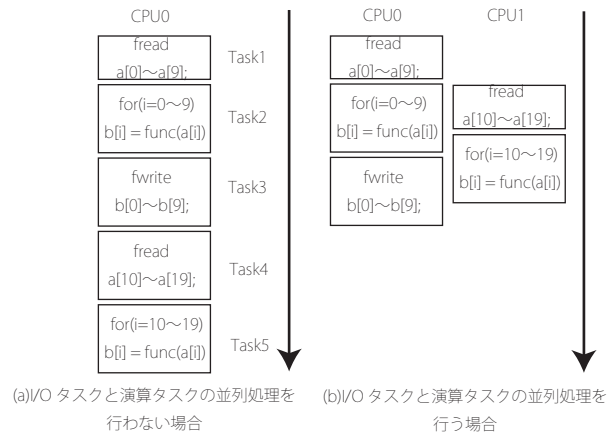 CPU0
fread
a[0]～a[9];
Task1
for(i=0～9)
b[i] = func(a[i])
Task2
fwrite
b[0]～b[9];
Task3
fread
a[10]～a[19];
Task4
for(i=10～19)
b[i] = func(a[i])
Task5
(a)I/O タスクと演算タスクの並列処理を
行わない場合
CPU0
CPU1
fread
a[0]～a[9];
for(i=0～9)
b[i] = func(a[i])
fread
a[10]～a[19];
fwrite
b[0]～b[9];
for(i=10～19)
b[i] = func(a[i])
(b)I/O タスクと演算タスクの並列処理を
行う場合